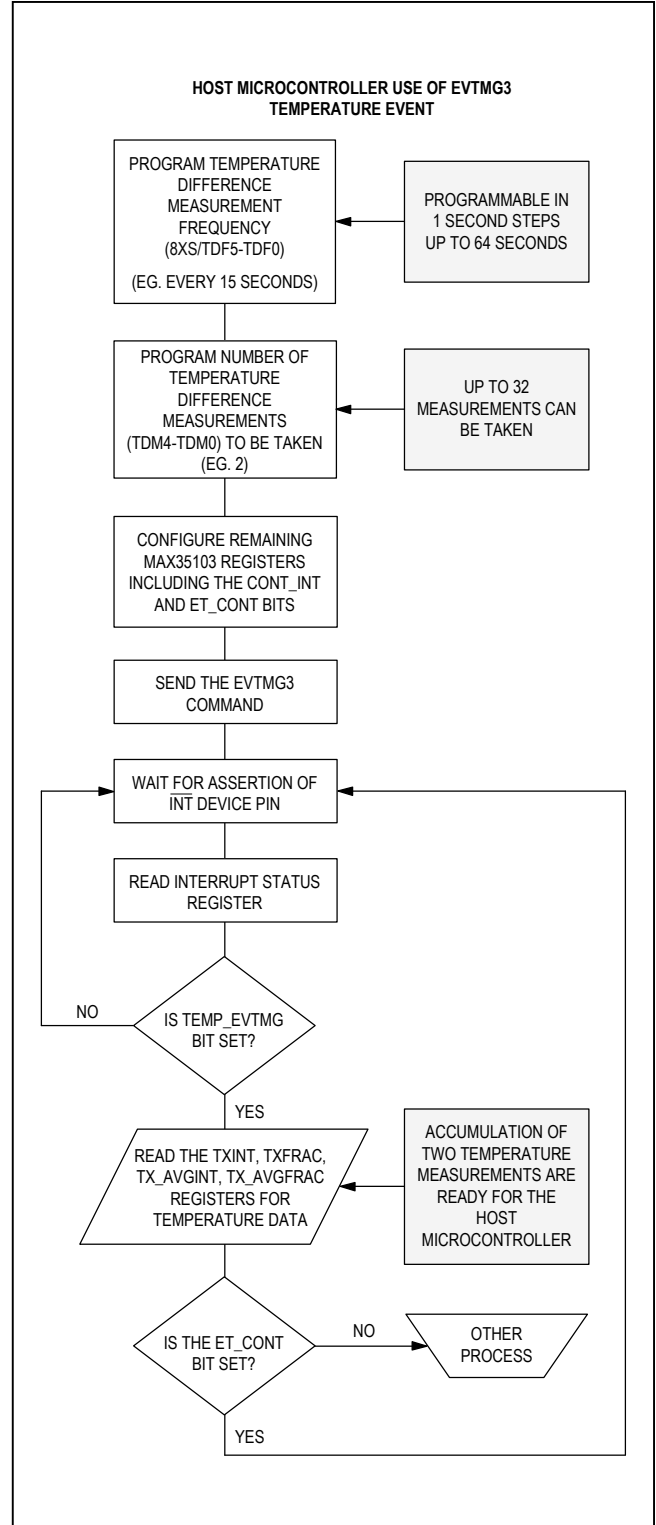 HOST MICROCONTROLLER USE OF EVTMG3
TEMPERATURE EVENT
PROGRAM TEMPERATURE
DIFFERENCE
MEASUREMENT
FREQUENCY
(8XS/TDF5-TDF0)
(EG. EVERY 15 SECONDS)
PROGRAMMABLE IN
1 SECOND STEPS
UP TO 64 SECONDS
PROGRAM NUMBER OF
TEMPERATURE
DIFFERENCE
MEASUREMENTS
(TDM4-TDM0) TO BE TAKEN
(EG. 2)
UP TO 32
MEASUREMENTS CAN
BE TAKEN
CONFIGURE REMAINING
MAX35103 REGISTERS
INCLUDING THE CONT_INT
AND ET_CONT BITS
SEND THE EVTMG3
COMMAND
WAIT FOR ASSERTION OF
INT DEVICE PIN
READ INTERRUPT STATUS
REGISTER
NO
IS TEMP_EVTMG
BIT SET?
YES
READ THE TXINT, TXFRAC,
TX_AVGINT, TX_AVGFRAC
REGISTERS FOR
TEMPERATURE DATA
ACCUMULATION OF
TWO TEMPERATURE
MEASUREMENTS ARE
READY FOR THE
HOST
MICROCONTROLLER
IS THE ET_CONT
BIT SET?
NO
OTHER
PROCESS
YES